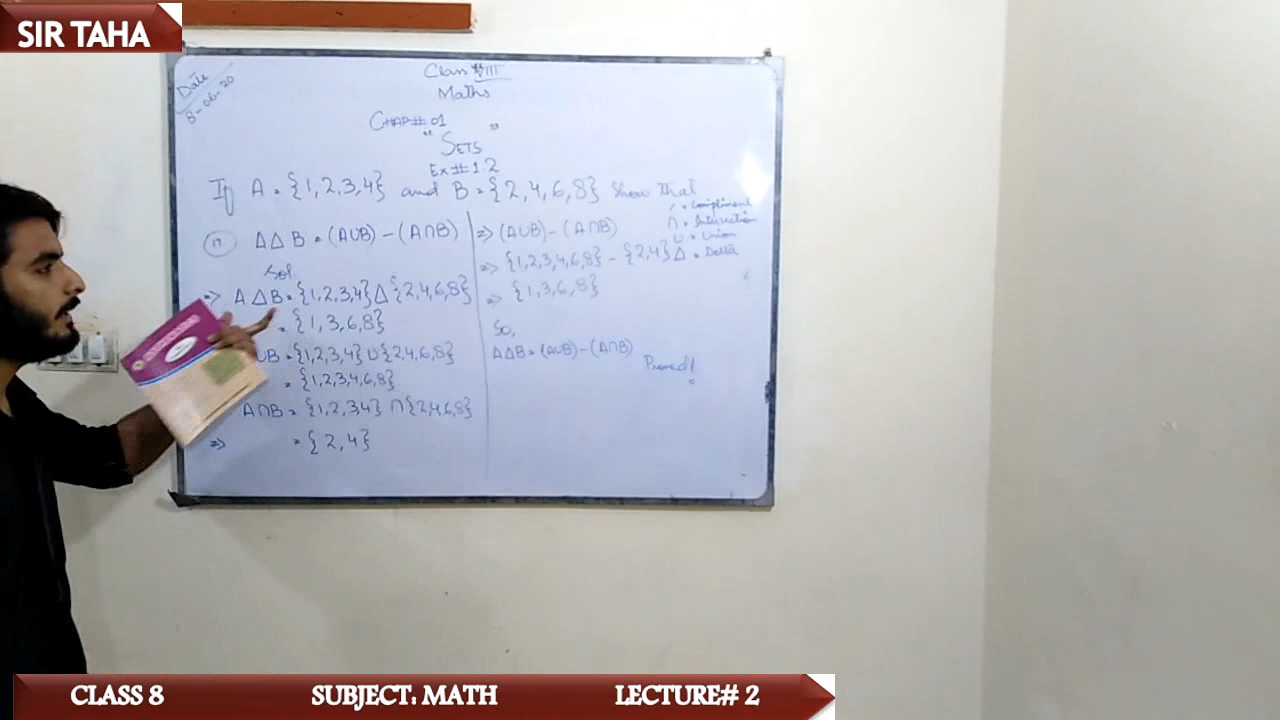 SIR TAHA
Date
8-06-20
Class VIII
Maths
CHAP# 01
"SETS"
Ex # 1.2
If A = {1,2,3,4} and B = {2,4,6,8} Show that
' = Compliment
∩ = Intersection
∪ = Union
Δ = Delta
A Δ B = (A∪B) − (A∩B)
Sol
=> A Δ B = {1,2,3,4} Δ {2,4,6,8}
= {1,3,6,8}
∪B = {1,2,3,4} ∪ {2,4,6,8}
= {1,2,3,4,6,8}
A∩B = {1,2,3,4} ∩ {2,4,6,8}
=> = {2,4}
=> (A∪B) − (A∩B)
=> {1,2,3,4,6,8} − {2,4}
=> {1,3,6,8}
So,
AΔB = (A∪B) − (A∩B)
Proved!
CLASS 8 SUBJECT: MATH LECTURE# 2